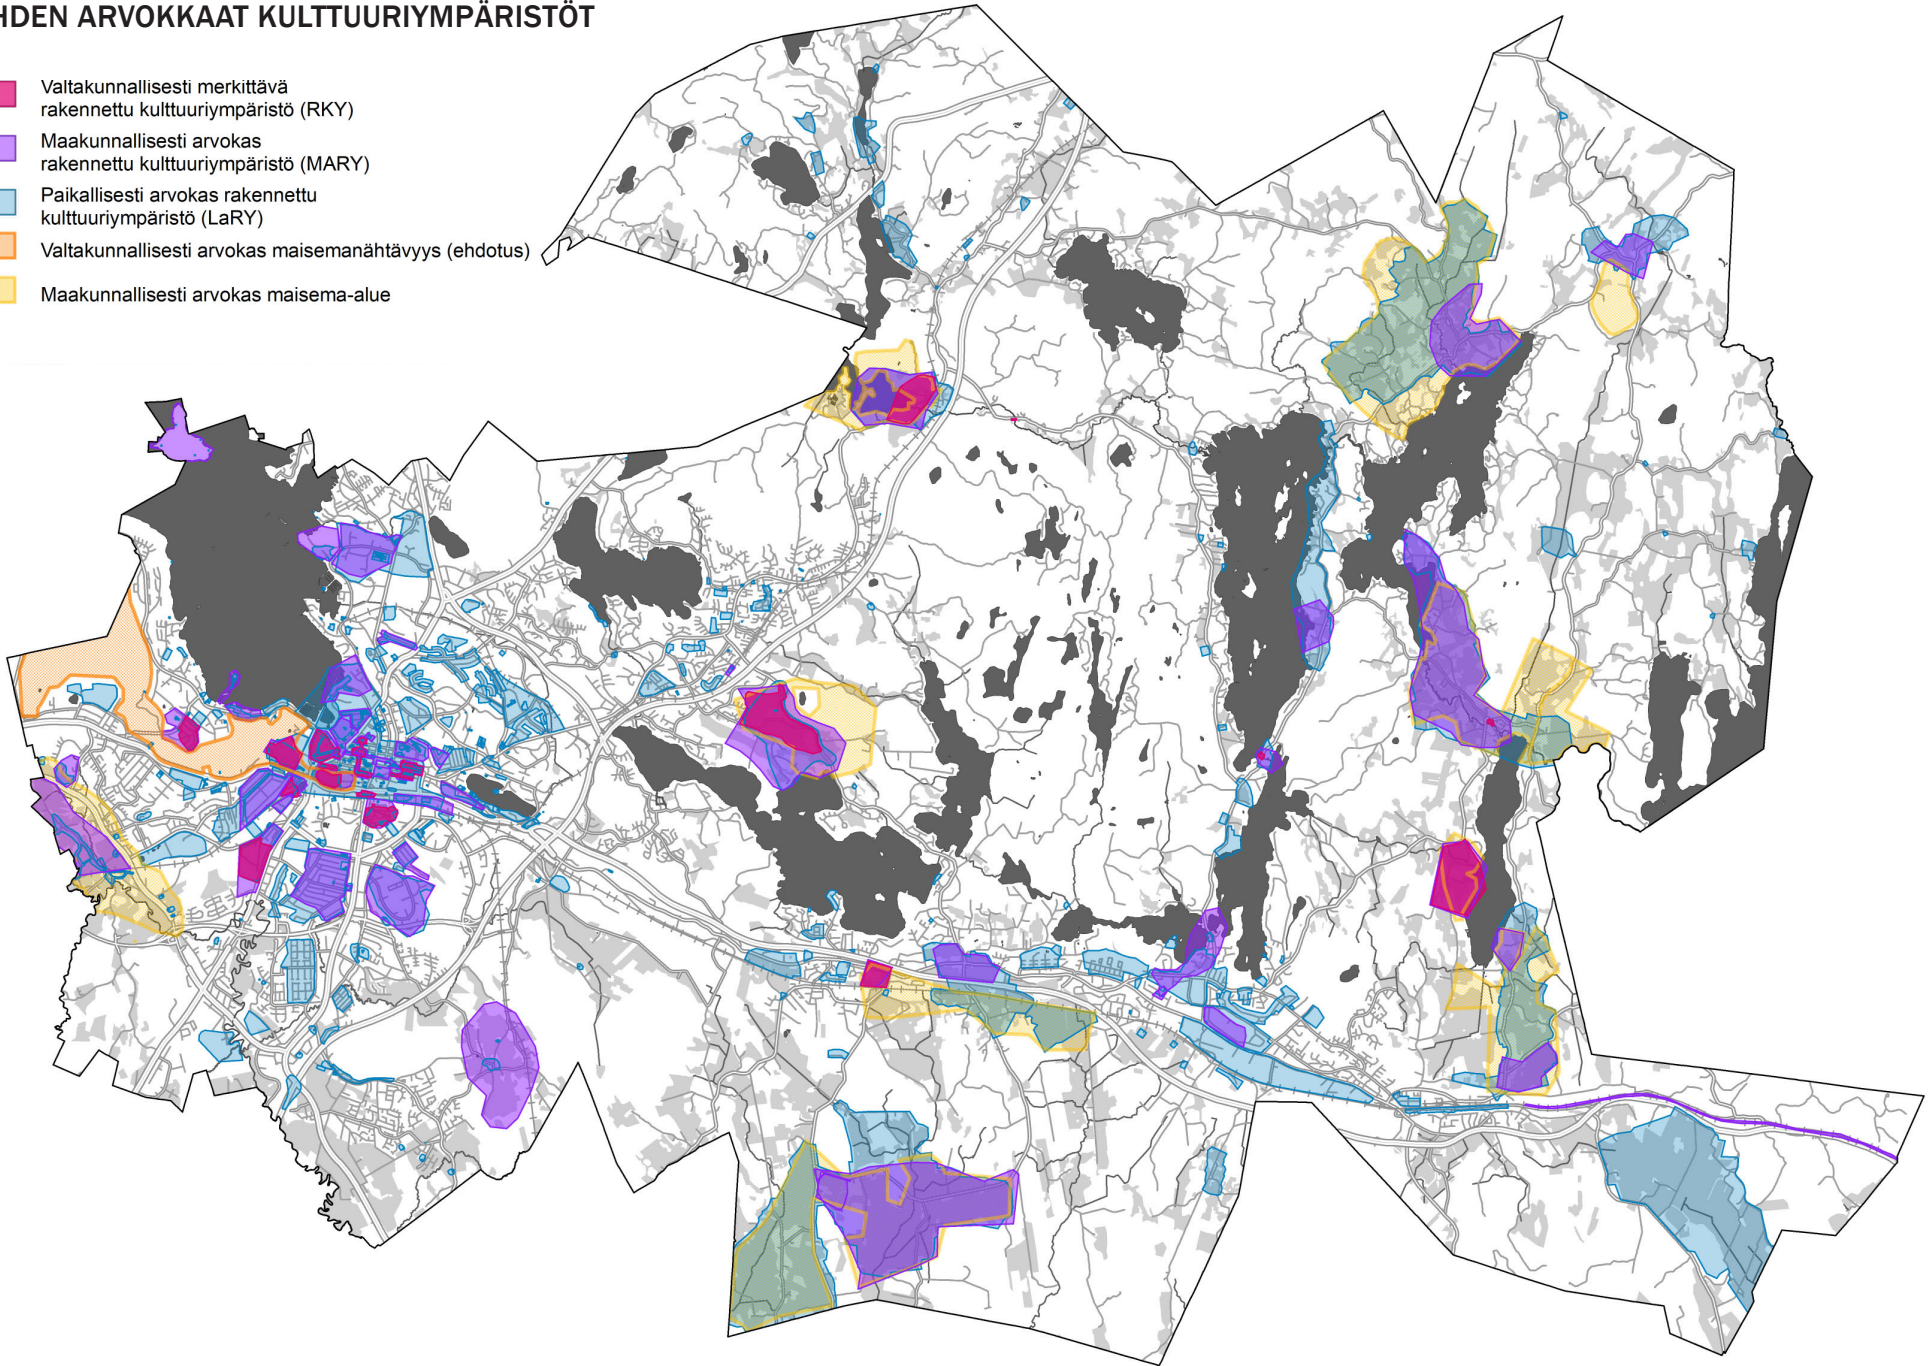 HDEN ARVOKKAAT KULTTUURIYMPÄRISTÖT
Valtakunnallisesti merkittävä
rakennettu kulttuuriympäristö (RKY)
Maakunnallisesti arvokas
rakennettu kulttuuriympäristö (MARY)
Paikallisesti arvokas rakennettu
kulttuuriympäristö (LaRY)
Valtakunnallisesti arvokas maisemanähtävyys (ehdotus)
Maakunnallisesti arvokas maisema-alue